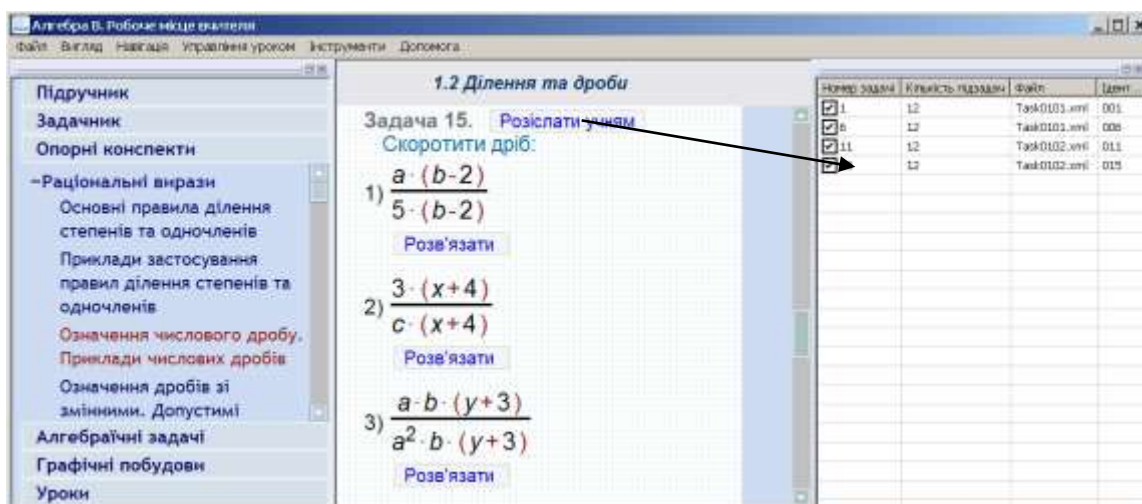 Алгебра 8. Робоче місце вчителя
Файл Вигляд Навігація Управління уроком Інструменти Допомога
Підручник
Задачник
Опорні конспекти
−Раціональні вирази
Основні правила ділення
степенів та одночленів
Приклади застосування
правил ділення степенів та
одночленів
Означення числового дробу.
Приклади числових дробів
Означення дробів зі
змінними. Допустимі
Алгебраїчні задачі
Графічні побудови
Уроки
1.2 Ділення та дроби
Задача 15. Розіслати учням
Скоротити дріб:
1) a · (b-2) / 5 · (b-2)
Розв'язати
2) 3 · (x+4) / c · (x+4)
Розв'язати
3) a·b · (y+3) / a²·b · (y+3)
Розв'язати
Номер задачі Кількість підзадач Файл Ідент
1 12 Task0101.xml 001
6 12 Task0101.xml 006
11 12 Task0102.xml 011
12 Task0102.xml 015